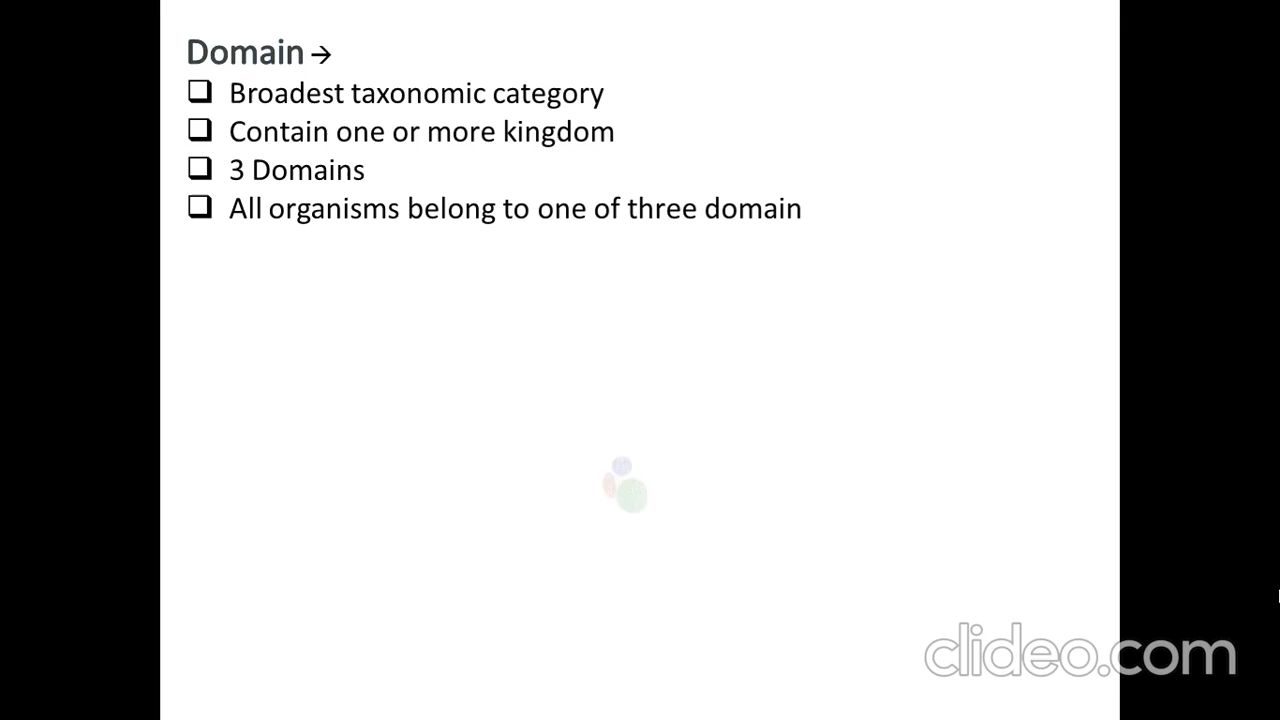 Domain →
❑ Broadest taxonomic category
❑ Contain one or more kingdom
❑ 3 Domains
❑ All organisms belong to one of three domain
clideo.com